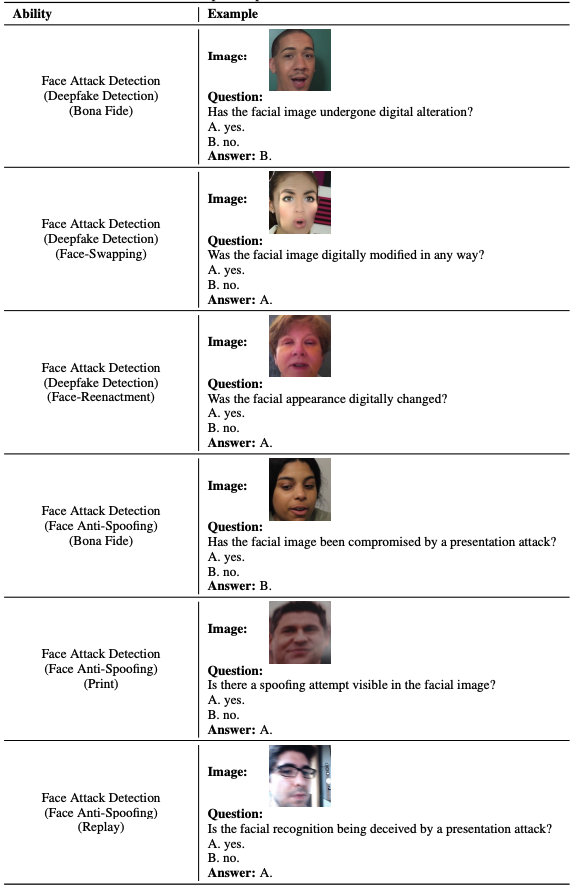 Ability Example
Image:
Face Attack Detection
(Deepfake Detection)
(Bona Fide)
Question:
Has the facial image undergone digital alteration?
A. yes.
B. no.
Answer: B.
Image:
Face Attack Detection
(Deepfake Detection)
(Face-Swapping)
Question:
Was the facial image digitally modified in any way?
A. yes.
B. no.
Answer: A.
Image:
Face Attack Detection
(Deepfake Detection)
(Face-Reenactment)
Question:
Was the facial appearance digitally changed?
A. yes.
B. no.
Answer: A.
Image:
Face Attack Detection
(Face Anti-Spoofing)
(Bona Fide)
Question:
Has the facial image been compromised by a presentation attack?
A. yes.
B. no.
Answer: B.
Image:
Face Attack Detection
(Face Anti-Spoofing)
(Print)
Question:
Is there a spoofing attempt visible in the facial image?
A. yes.
B. no.
Answer: A.
Image:
Face Attack Detection
(Face Anti-Spoofing)
(Replay)
Question:
Is the facial recognition being deceived by a presentation attack?
A. yes.
B. no.
Answer: A.